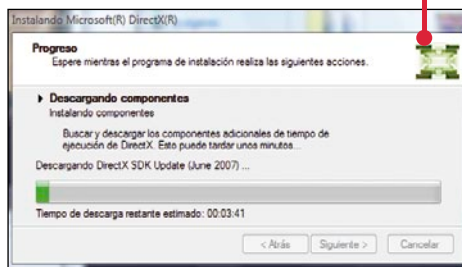 Instalando Microsoft(R) DirectX(R)
Progreso
Espere mientras el programa de instalación realiza las siguientes acciones.
Descargando componentes
Instalando componentes
Buscar y descargar los componentes adicionales de tiempo de
ejecución de DirectX. Esto puede tardar unos minutos...
Descargando DirectX SDK Update (June 2007) ...
Tiempo de descarga restante estimado: 00:03:41
< Atrás
Siguiente >
Cancelar